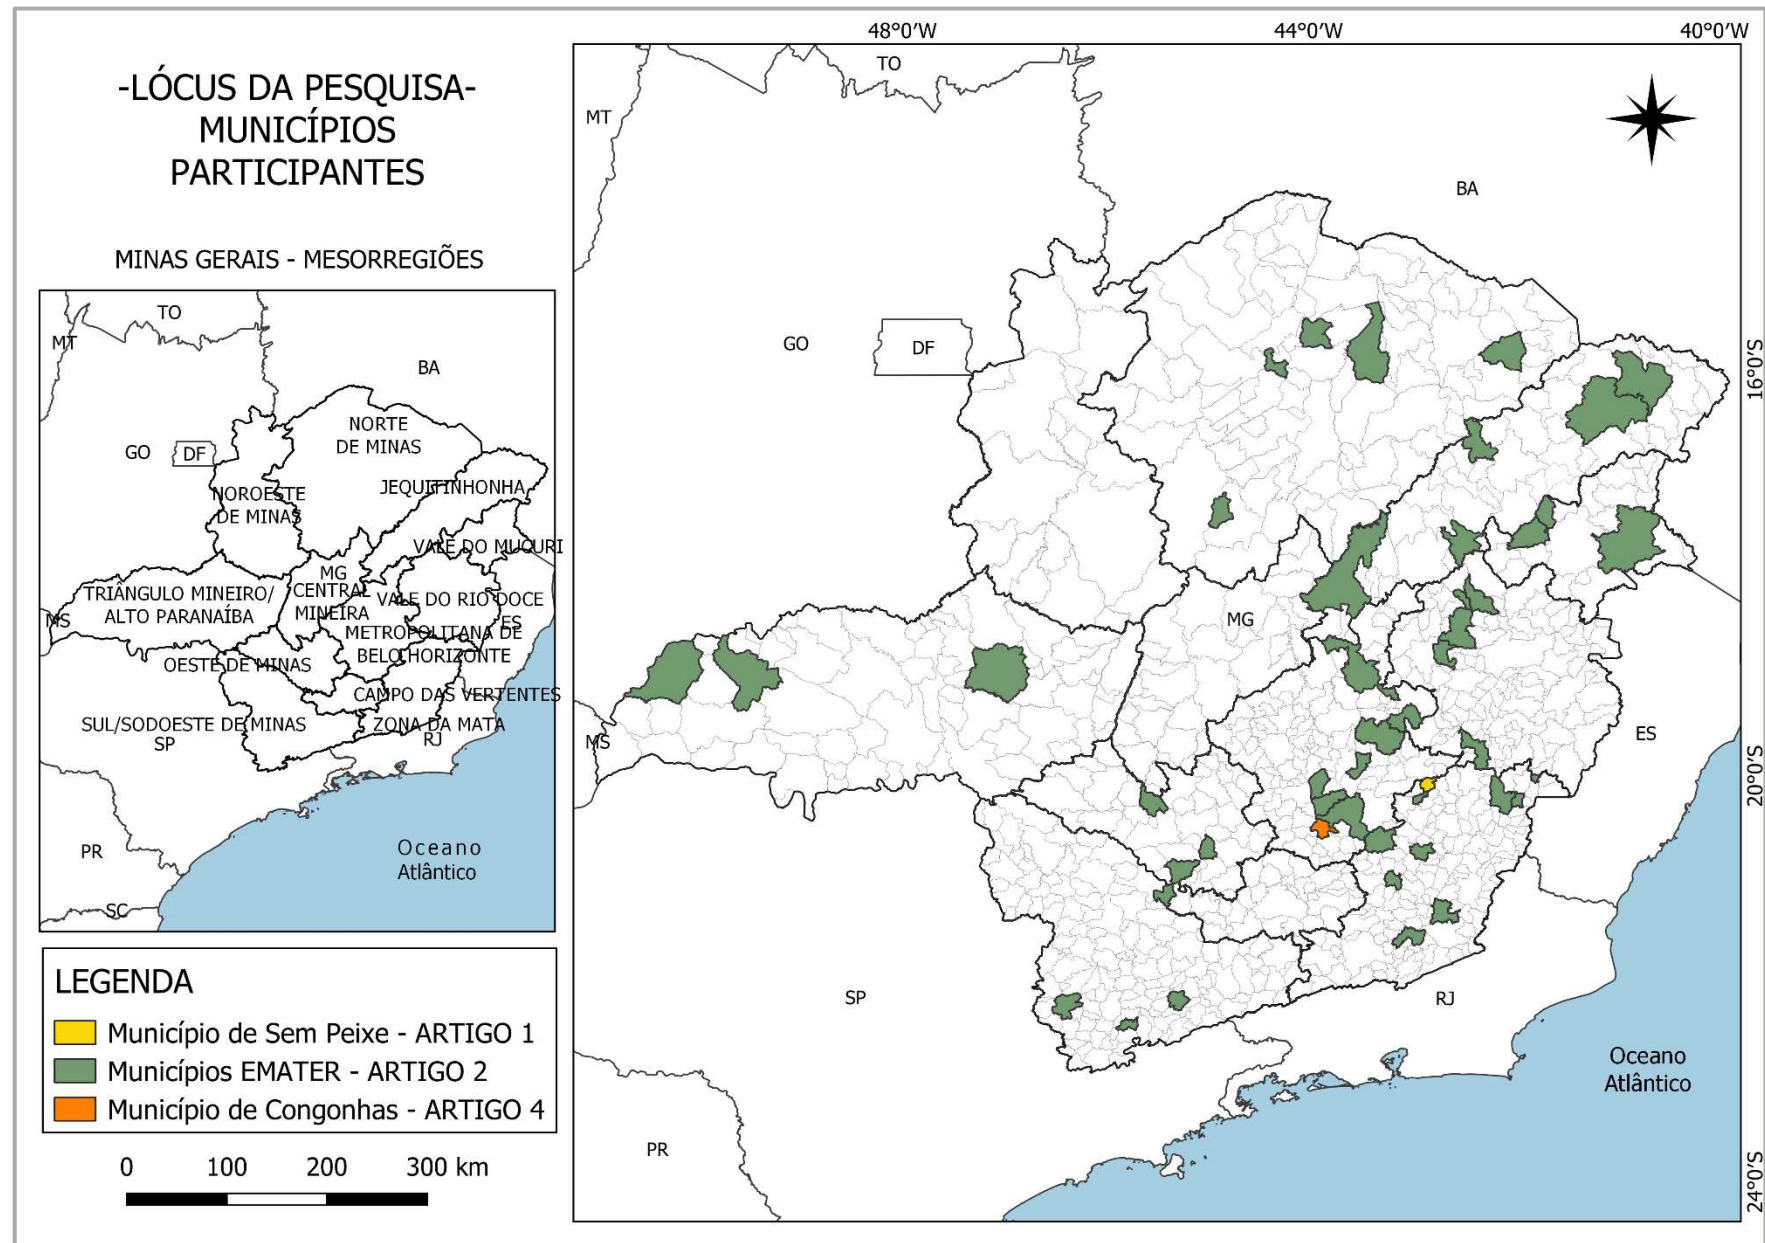 -LÓCUS DA PESQUISA-
MUNICÍPIOS
PARTICIPANTES
MINAS GERAIS - MESORREGIÕES
TO
MT
BA
GO
DF
NORTE
DE MINAS
JEQUITINHONHA
NOROESTE
DE MINAS
VALE DO MUCURI
MG
CENTRAL
MINEIRA
TRIÂNGULO MINEIRO/
ALTO PARANAÍBA
VALE DO RIO DOCE
MS
ES
METROPOLITANA DE
BELO HORIZONTE
OESTE DE MINAS
CAMPO DAS VERTENTES
SUL/SODOESTE DE MINAS
ZONA DA MATA
SP
RJ
PR
Oceano
Atlântico
SC
LEGENDA
Município de Sem Peixe - ARTIGO 1
Municípios EMATER - ARTIGO 2
Município de Congonhas - ARTIGO 4
0 100 200 300 km
48°0'W 44°0'W 40°0'W
TO
MT
BA
GO
DF
16°0'S
MG
MS
ES
20°0'S
SP
RJ
Oceano
Atlântico
PR
24°0'S